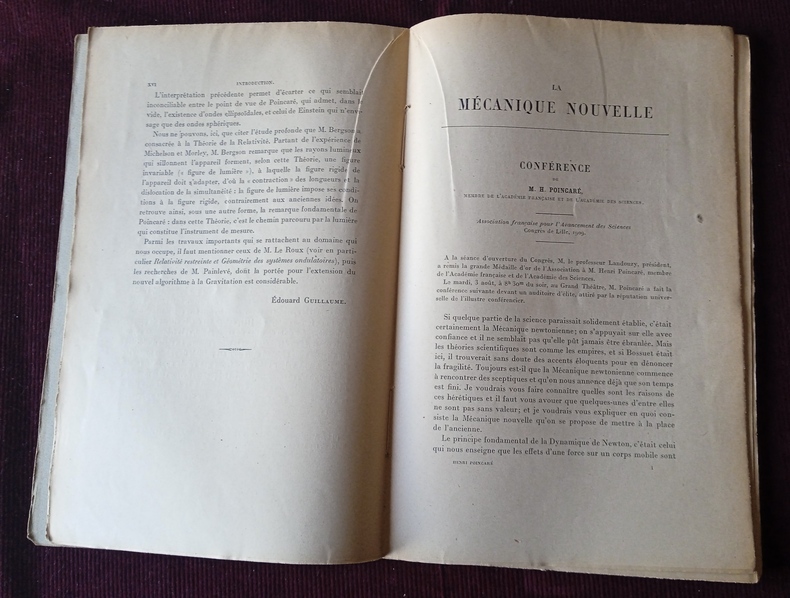 XVI INTRODUCTION.
L'interprétation précédente permet d'écarter ce qui semblait
inconciliable entre le point de vue de Poincaré, qui admet, dans le
vide, l'existence d'ondes ellipsoïdales, et celui de Einstein qui n'envi-
sage que des ondes sphériques.
Nous ne pouvons, ici, que citer l'étude profonde que M. Bergson a
consacrée à la Théorie de la Relativité. Partant de l'expérience de
Michelson et Morley, M. Bergson remarque que les rayons lumineux
qui sillonnent l'appareil forment, selon cette Théorie, une figure
invariable (« figure de lumière »), à laquelle la figure rigide de
l'appareil doit s'adapter, d'où la « contraction » des longueurs et la
dislocation de la simultanéité : la figure de lumière impose ses condi-
tions à la figure rigide, contrairement aux anciennes idées. On
retrouve ainsi, sous une autre forme, la remarque fondamentale de
Poincaré : dans cette Théorie, c'est le chemin parcouru par la lumière
qui constitue l'instrument de mesure.
Parmi les travaux importants qui se rattachent au domaine qui
nous occupe, il faut mentionner ceux de M. Le Roux (voir en parti-
culier Relativité restreinte et Géométrie des systèmes ondulatoires), puis
les recherches de M. Painlevé, dont la portée pour l'extension du
nouvel algorithme à la Gravitation est considérable.
Édouard GUILLAUME.
LA
MÉCANIQUE NOUVELLE
CONFÉRENCE
DE
M. H. POINCARÉ,
MEMBRE DE L'ACADÉMIE FRANÇAISE ET DE L'ACADÉMIE DES SCIENCES.
Association française pour l'Avancement des Sciences
Congrès de Lille, 1909.
A la séance d'ouverture du Congrès, M. le professeur Landouzy, président,
a remis la grande Médaille d'or de l'Association à M. Henri Poincaré, membre
de l'Académie française et de l'Académie des Sciences.
Le mardi, 3 août, à 8h 30m du soir, au Grand Théâtre, M. Poincaré a fait la
conférence suivante devant un auditoire d'élite, attiré par la réputation univer-
selle de l'illustre conférencier.
Si quelque partie de la science paraissait solidement établie, c'était
certainement la Mécanique newtonienne; on s'appuyait sur elle avec
confiance et il ne semblait pas qu'elle pût jamais être ébranlée. Mais
les théories scientifiques sont comme les empires, et si Bossuet était
ici, il trouverait sans doute des accents éloquents pour en dénoncer
la fragilité. Toujours est-il que la Mécanique newtonienne commence
à rencontrer des sceptiques et qu'on nous annonce déjà que son temps
est fini. Je voudrais vous faire connaître quelles sont les raisons de
ces hérétiques et il faut vous avouer que quelques-unes d'entre elles
ne sont pas sans valeur; et je voudrais vous expliquer en quoi con-
siste la Mécanique nouvelle qu'on se propose de mettre à la place
de l'ancienne.
Le principe fondamental de la Dynamique de Newton, c'était celui
qui nous enseigne que les effets d'une force sur un corps mobile sont
HENRI POINCARÉ 1